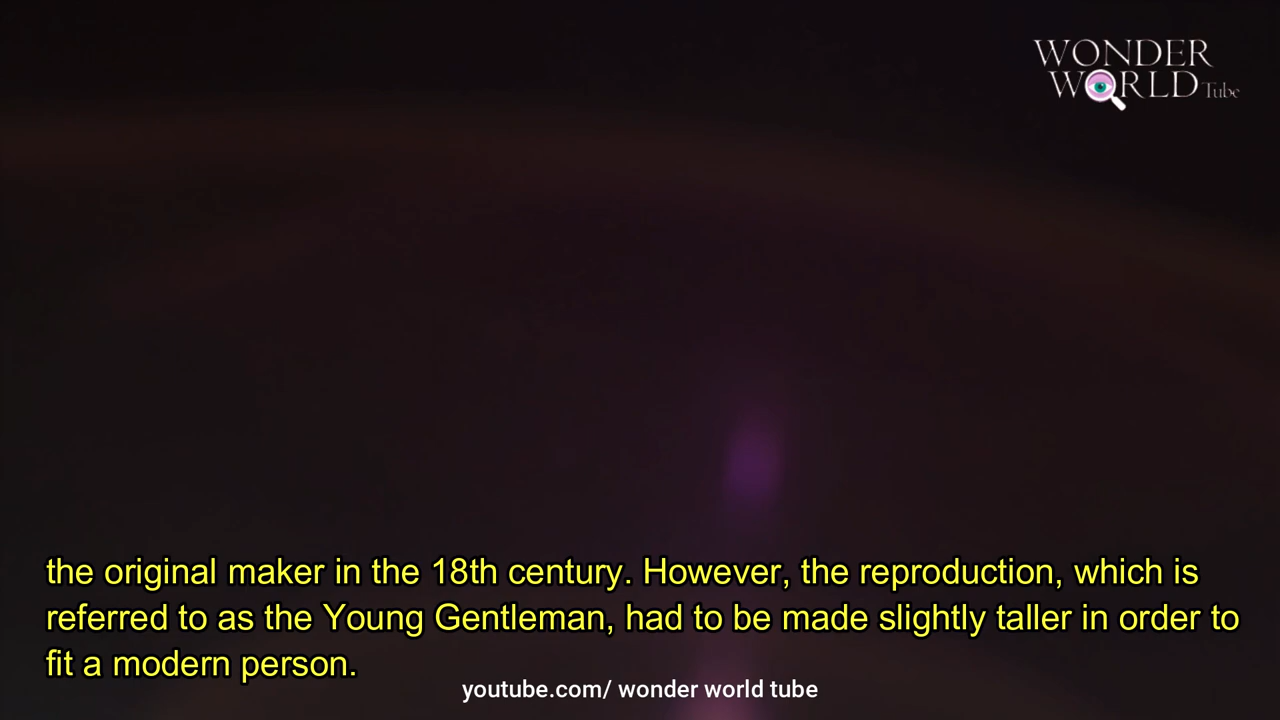 WONDER
WORLD Tube
the original maker in the 18th century. However, the reproduction, which is
referred to as the Young Gentleman, had to be made slightly taller in order to
fit a modern person.
youtube.com/ wonder world tube